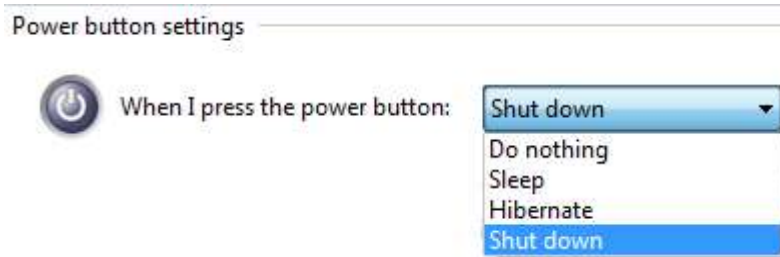 Power button settings
When I press the power button: Shut down
Do nothing
Sleep
Hibernate
Shut down